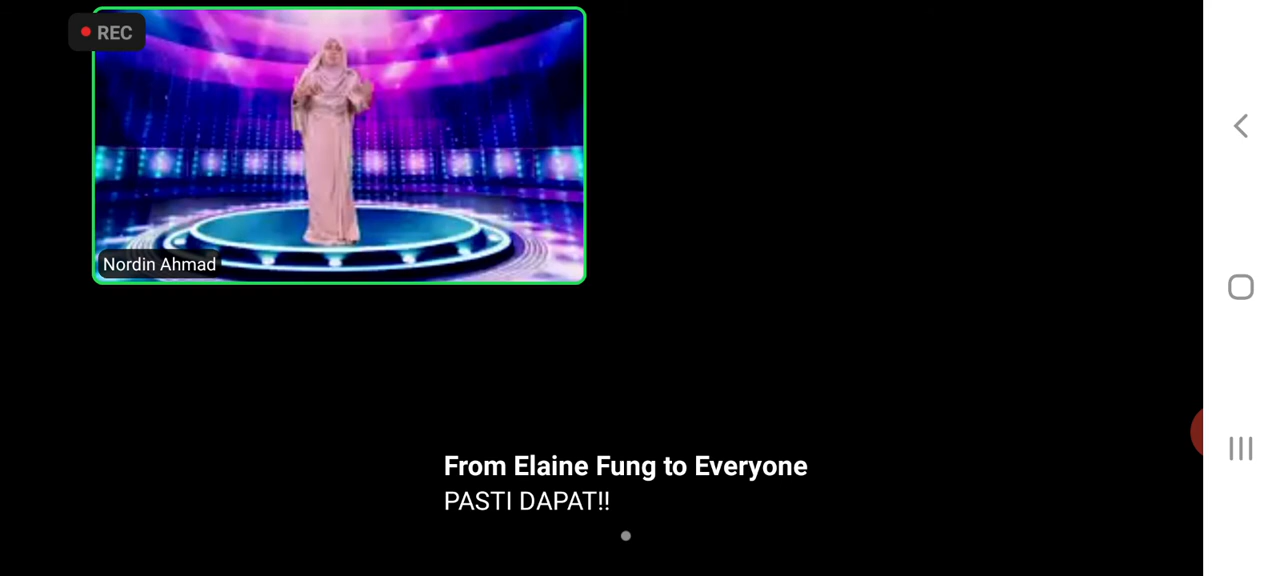 REC
Nordin Ahmad
From Elaine Fung to Everyone
PASTI DAPAT!!